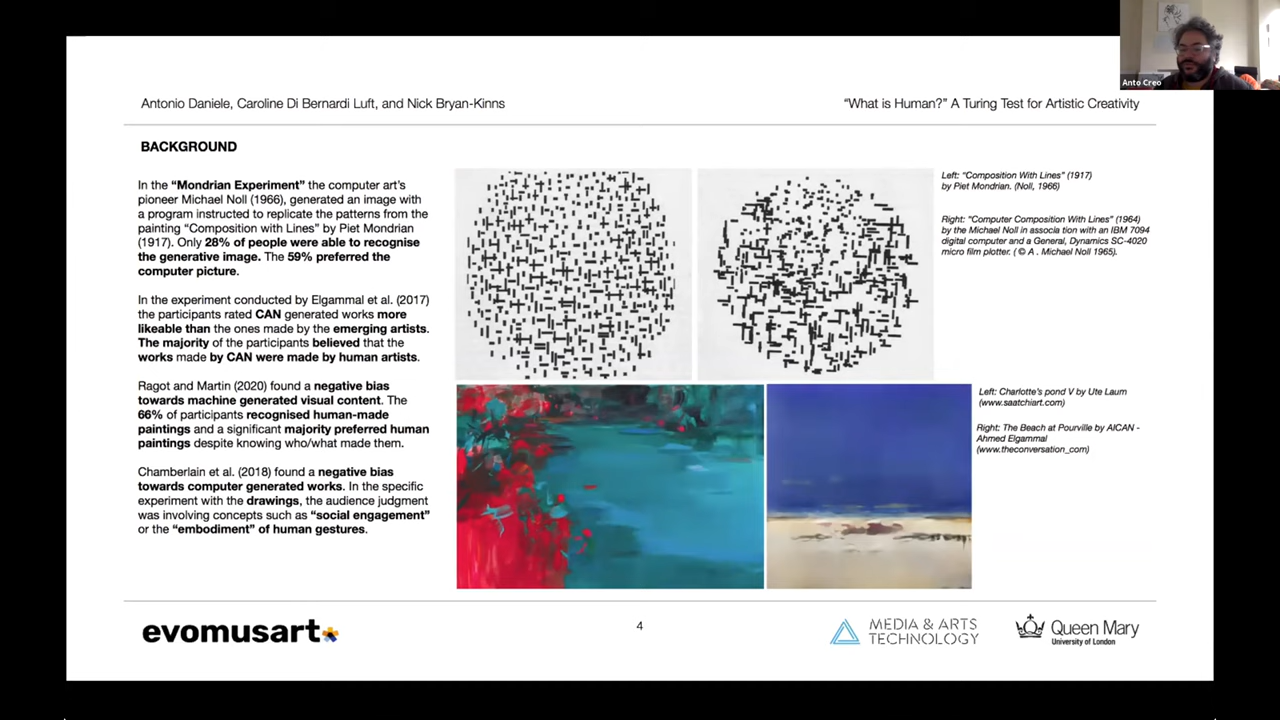 Anto Creo
Antonio Daniele, Caroline Di Bernardi Luft, and Nick Bryan-Kinns
“What is Human?” A Turing Test for Artistic Creativity
BACKGROUND
In the “Mondrian Experiment” the computer art’s
pioneer Michael Noll (1966), generated an image with
a program instructed to replicate the patterns from the
painting “Composition with Lines” by Piet Mondrian
(1917). Only 28% of people were able to recognise
the generative image. The 59% preferred the
computer picture.
In the experiment conducted by Elgammal et al. (2017)
the participants rated CAN generated works more
likeable than the ones made by the emerging artists.
The majority of the participants believed that the
works made by CAN were made by human artists.
Ragot and Martin (2020) found a negative bias
towards machine generated visual content. The
66% of participants recognised human-made
paintings and a significant majority preferred human
paintings despite knowing who/what made them.
Chamberlain et al. (2018) found a negative bias
towards computer generated works. In the specific
experiment with the drawings, the audience judgment
was involving concepts such as “social engagement”
or the “embodiment” of human gestures.
Left: “Composition With Lines” (1917)
by Piet Mondrian. (Noll, 1966)
Right: “Computer Composition With Lines” (1964)
by the Michael Noll in associa tion with an IBM 7094
digital computer and a General, Dynamics SC-4020
micro film plotter. ( © A . Michael Noll 1965).
Left: Charlotte’s pond V by Ute Laum
(www.saatchiart.com)
Right: The Beach at Pourville by AICAN -
Ahmed Elgammal
(www.theconversation_com)
evomusart
4
MEDIA & ARTS
TECHNOLOGY
Queen Mary
University of London